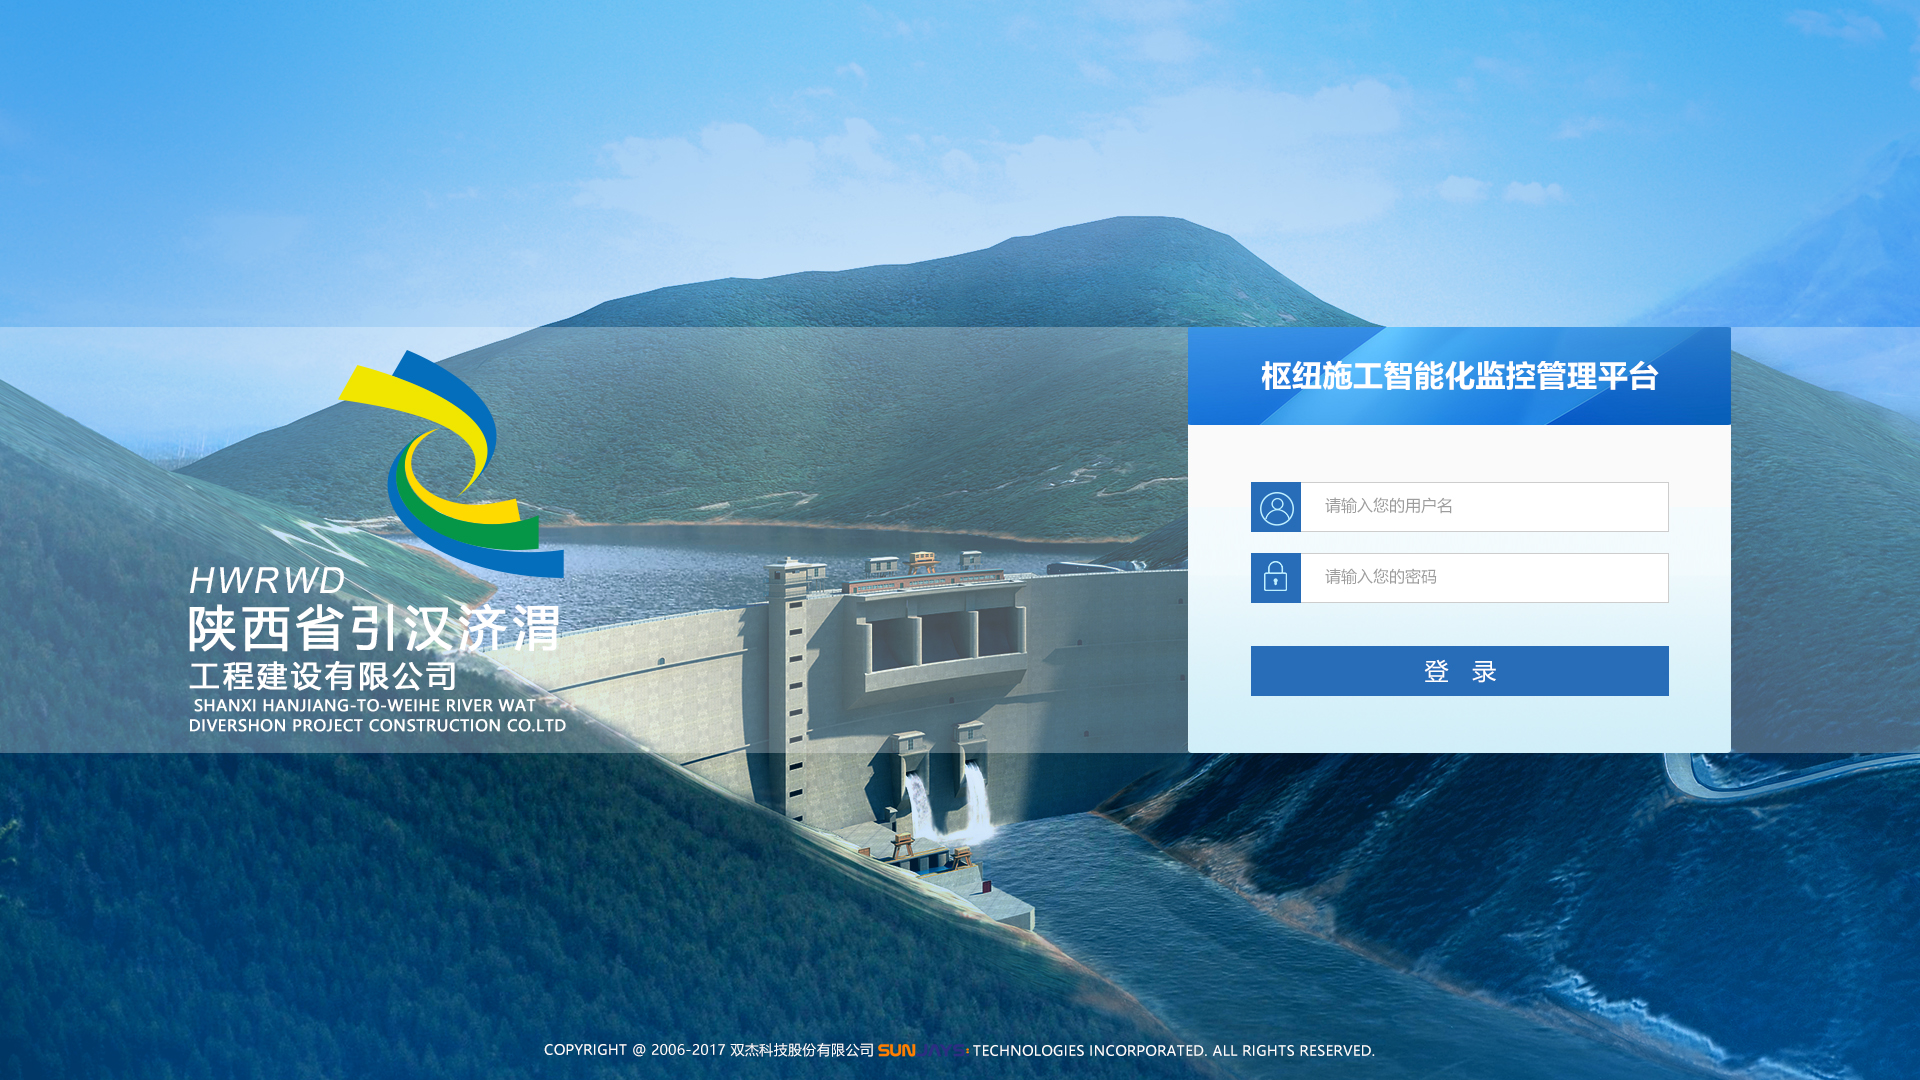 HWRWD
陕西省引汉济渭
工程建设有限公司
SHANXI HANJIANG-TO-WEIHE RIVER WAT
DIVERSHON PROJECT CONSTRUCTION CO.LTD
枢纽施工智能化监控管理平台
请输入您的用户名
请输入您的密码
登 录
COPYRIGHT @ 2006-2017 双杰科技股份有限公司 SUN TECHNOLOGIES INCORPORATED. ALL RIGHTS RESERVED.